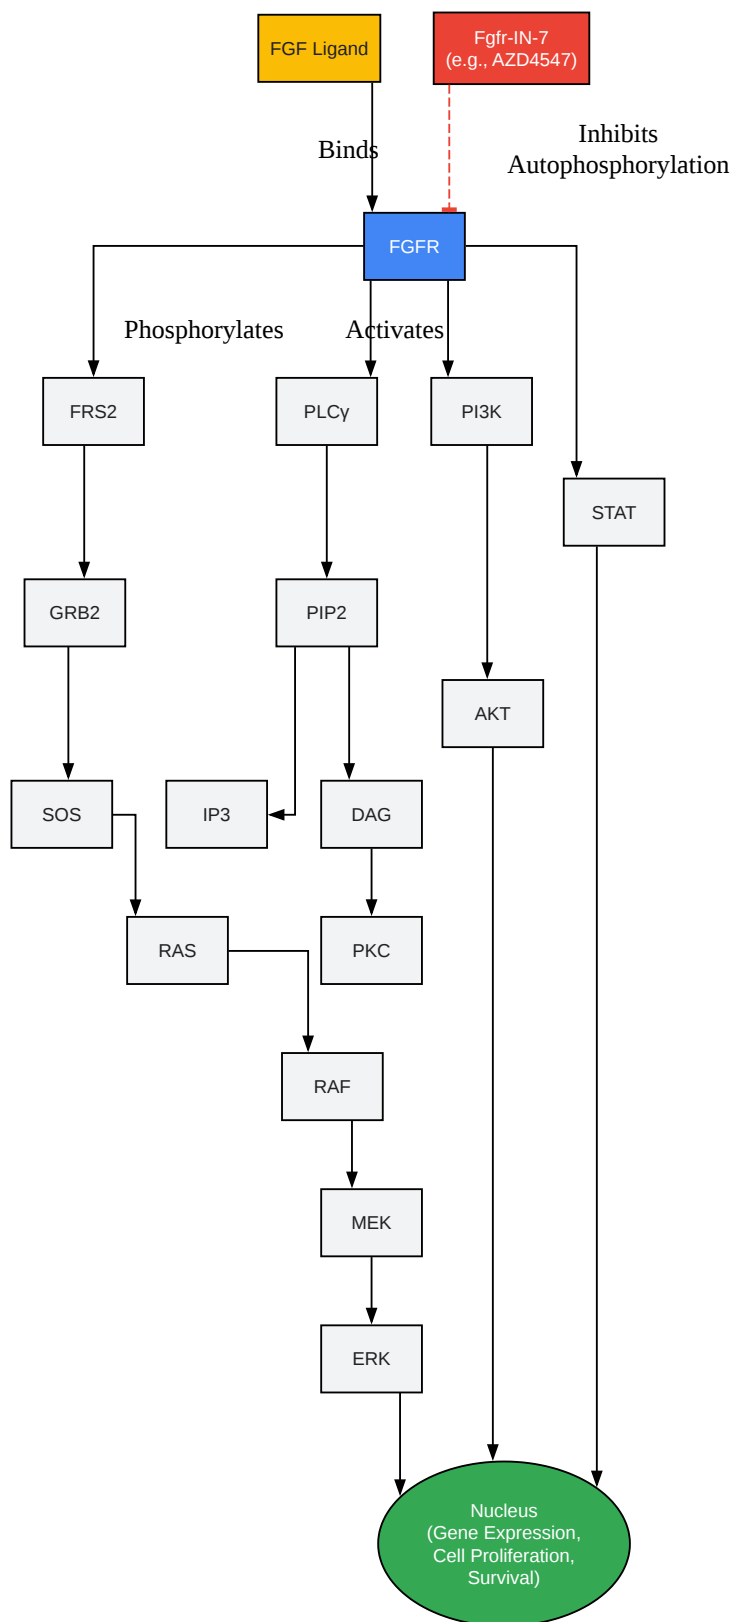 FGF Ligand
Fgfr-IN-7
(e.g., AZD4547)
Binds
Inhibits
Autophosphorylation
FGFR
Phosphorylates
Activates
FRS2
PLCγ
PI3K
STAT
GRB2
PIP2
AKT
SOS
IP3
DAG
RAS
PKC
RAF
MEK
ERK
Nucleus
(Gene Expression,
Cell Proliferation,
Survival)